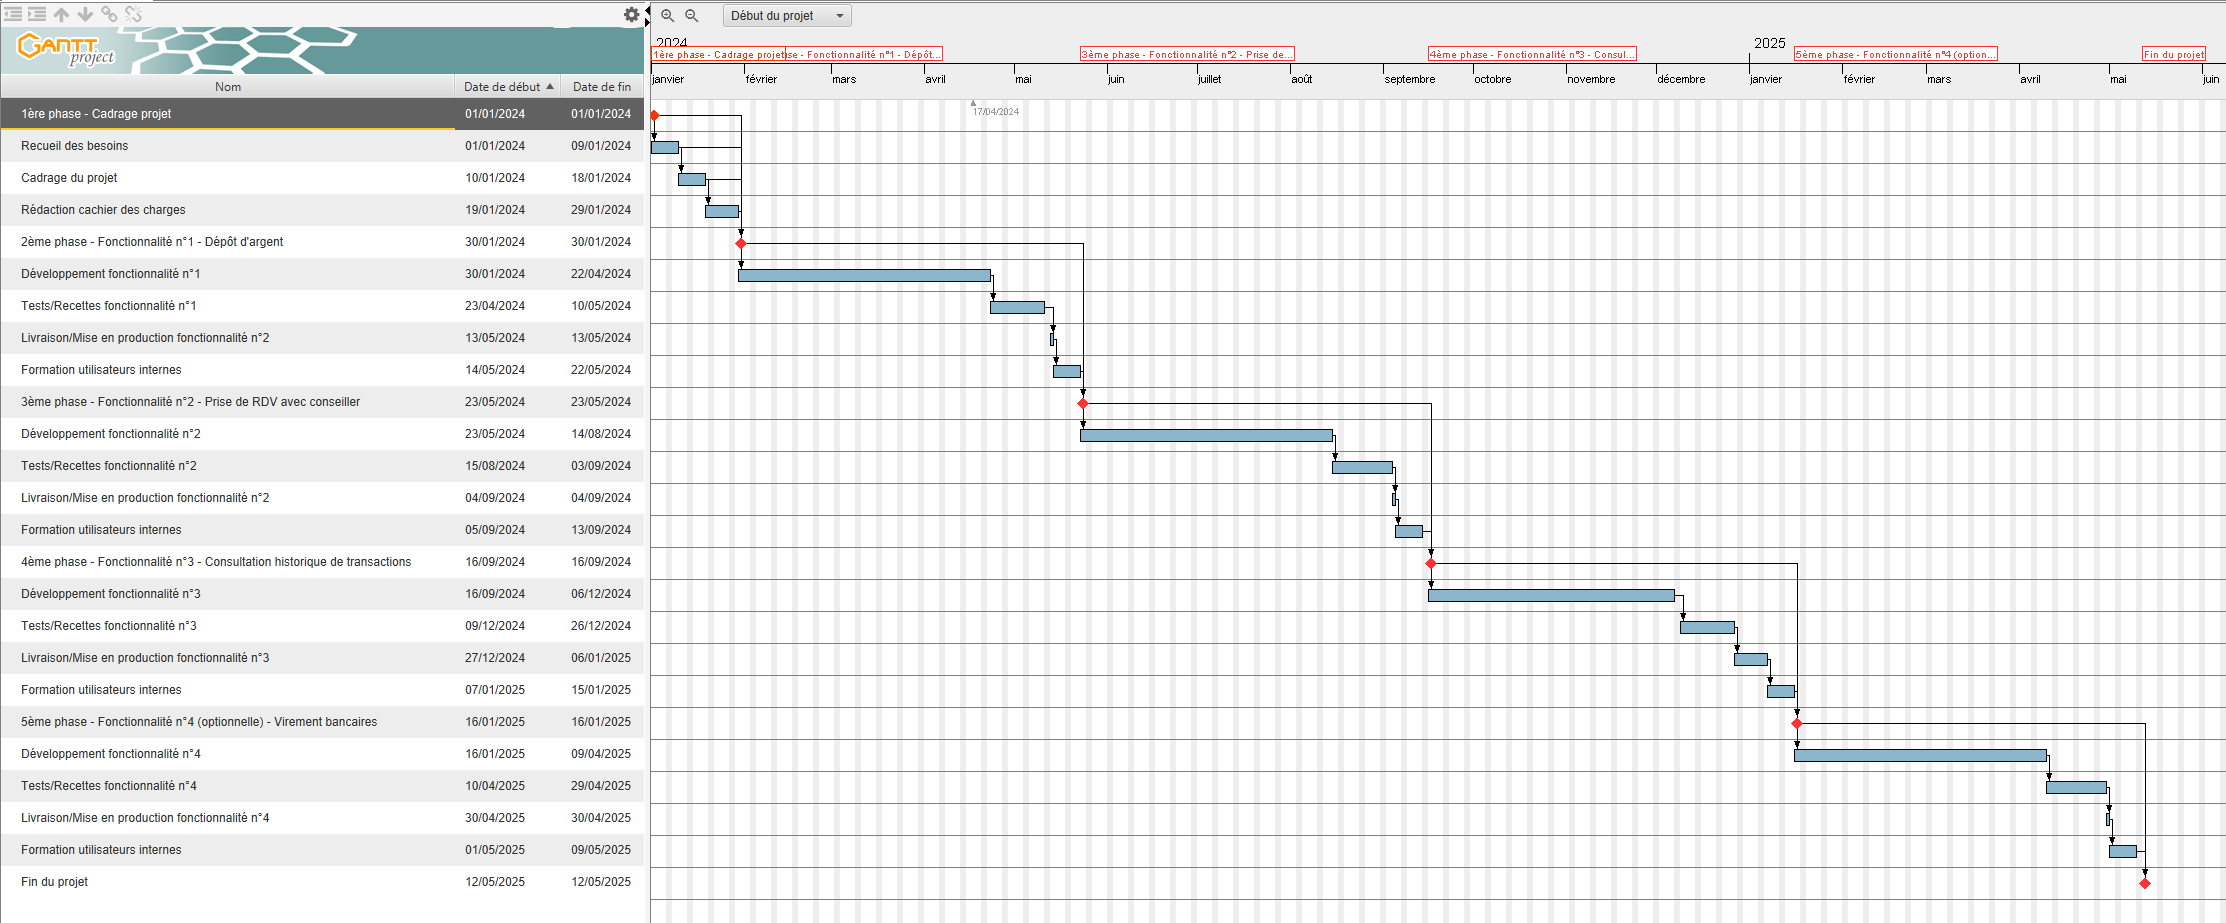 Début du projet
GANTT
project
2024
2025
1ère phase - Cadrage projet
se - Fonctionnalité n°1 - Dépôt...
3ème phase - Fonctionnalité n°2 - Prise de...
4ème phase - Fonctionnalité n°3 - Consul...
5ème phase - Fonctionnalité n°4 (option...
Fin du projet
janvier février mars avril mai juin juillet août septembre octobre novembre décembre janvier février mars avril mai juin
Nom Date de début Date de fin
17/04/2024
1ère phase - Cadrage projet 01/01/2024 01/01/2024
Recueil des besoins 01/01/2024 09/01/2024
Cadrage du projet 10/01/2024 18/01/2024
Rédaction cachier des charges 19/01/2024 29/01/2024
2ème phase - Fonctionnalité n°1 - Dépôt d'argent 30/01/2024 30/01/2024
Développement fonctionnalité n°1 30/01/2024 22/04/2024
Tests/Recettes fonctionnalité n°1 23/04/2024 10/05/2024
Livraison/Mise en production fonctionnalité n°2 13/05/2024 13/05/2024
Formation utilisateurs internes 14/05/2024 22/05/2024
3ème phase - Fonctionnalité n°2 - Prise de RDV avec conseiller 23/05/2024 23/05/2024
Développement fonctionnalité n°2 23/05/2024 14/08/2024
Tests/Recettes fonctionnalité n°2 15/08/2024 03/09/2024
Livraison/Mise en production fonctionnalité n°2 04/09/2024 04/09/2024
Formation utilisateurs internes 05/09/2024 13/09/2024
4ème phase - Fonctionnalité n°3 - Consultation historique de transactions 16/09/2024 16/09/2024
Développement fonctionnalité n°3 16/09/2024 06/12/2024
Tests/Recettes fonctionnalité n°3 09/12/2024 26/12/2024
Livraison/Mise en production fonctionnalité n°3 27/12/2024 06/01/2025
Formation utilisateurs internes 07/01/2025 15/01/2025
5ème phase - Fonctionnalité n°4 (optionnelle) - Virement bancaires 16/01/2025 16/01/2025
Développement fonctionnalité n°4 16/01/2025 09/04/2025
Tests/Recettes fonctionnalité n°4 10/04/2025 29/04/2025
Livraison/Mise en production fonctionnalité n°4 30/04/2025 30/04/2025
Formation utilisateurs internes 01/05/2025 09/05/2025
Fin du projet 12/05/2025 12/05/2025